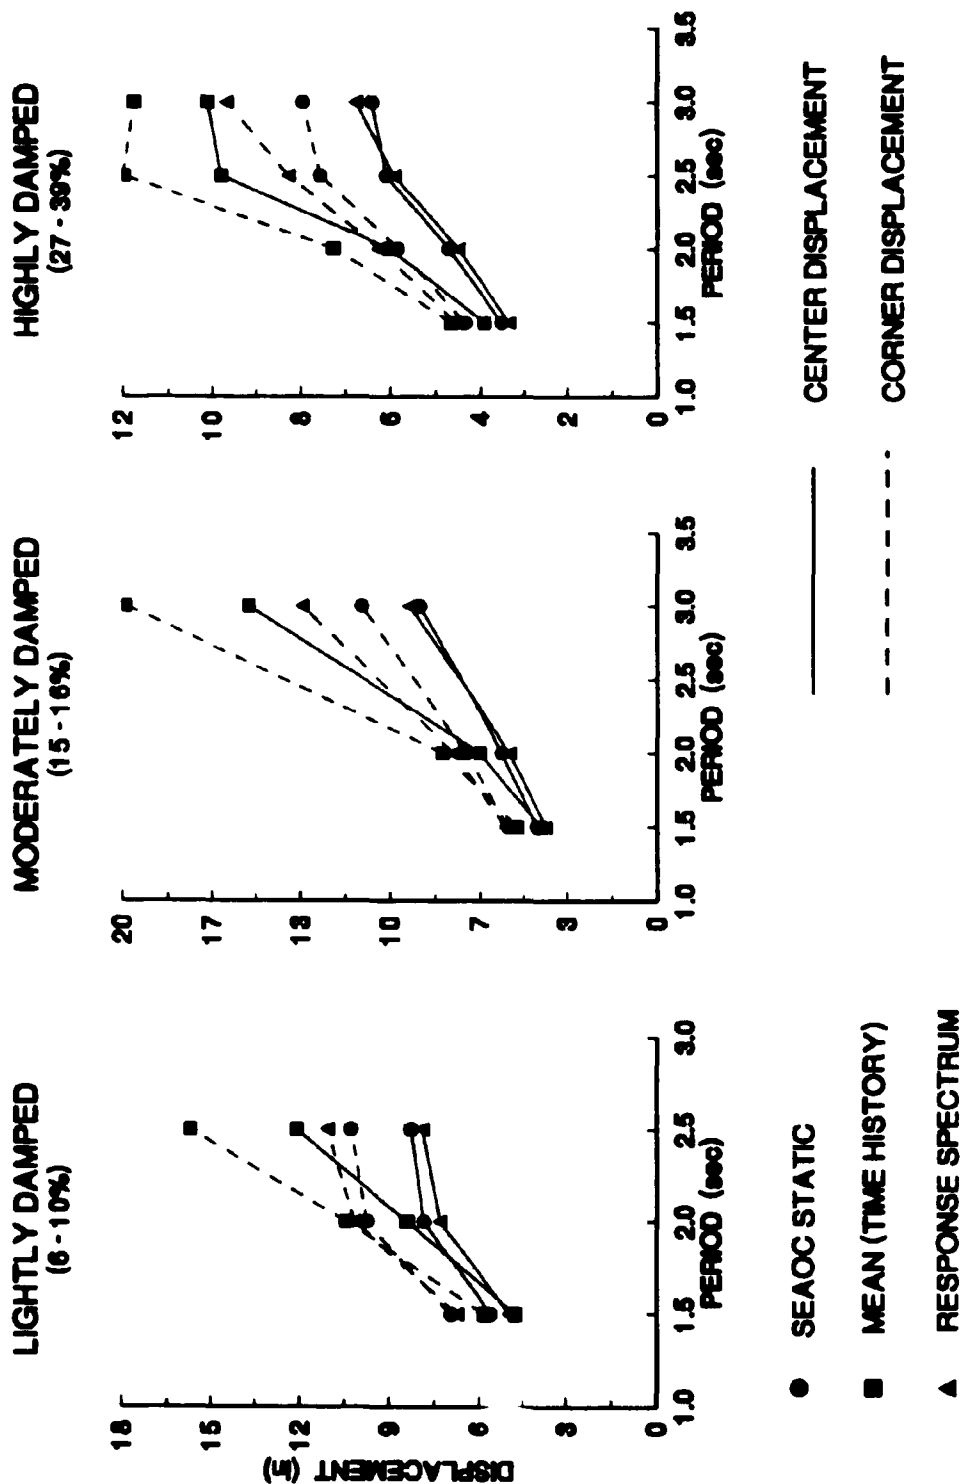 LIGHTLY DAMPED
(6 - 10%)
DISPLACEMENT (in)
18
15
12
9
6
3
0
1.0
1.5
2.0
2.5
3.0
PERIOD (sec)
MODERATELY DAMPED
(15 - 16%)
20
17
13
10
7
3
0
1.0
1.5
2.0
2.5
3.0
3.5
PERIOD (sec)
HIGHLY DAMPED
(27 - 39%)
12
10
8
6
4
2
0
1.0
1.5
2.0
2.5
3.0
3.5
PERIOD (sec)
SEAOC STATIC
MEAN (TIME HISTORY)
RESPONSE SPECTRUM
CENTER DISPLACEMENT
CORNER DISPLACEMENT